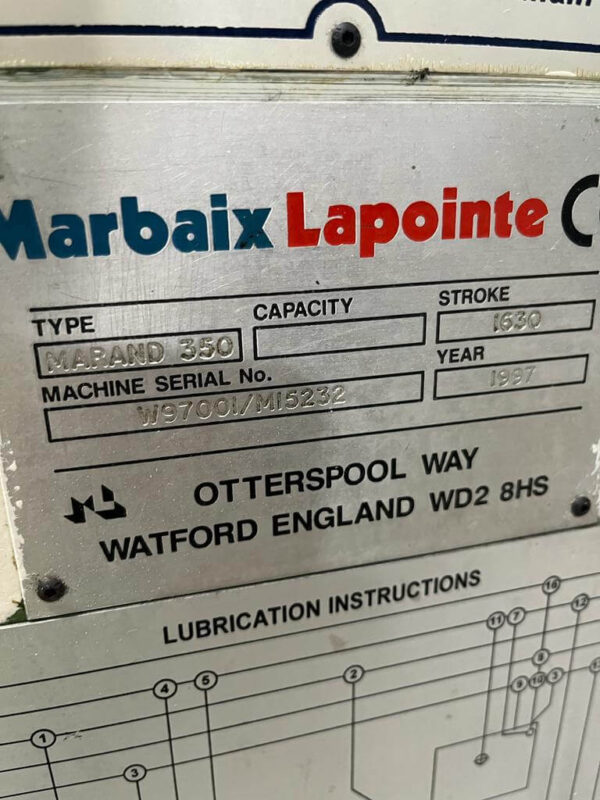 Marbaix Lapointe
TYPE CAPACITY STROKE
MARAND 350 1630
MACHINE SERIAL No. YEAR
W97001/M15232 1997
OTTERSPOOL WAY
WATFORD ENGLAND WD2 8HS
LUBRICATION INSTRUCTIONS
16
11 7 12
4 5 2 8
9 10 3
1 3